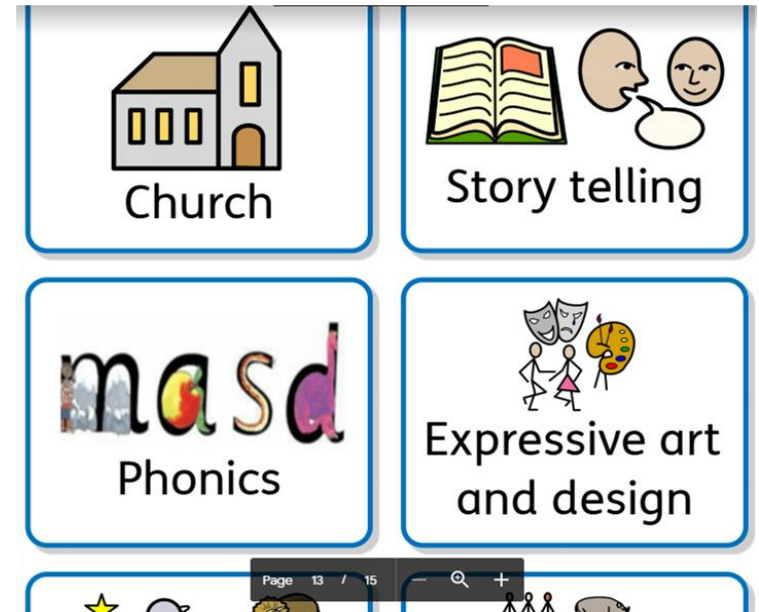 Church
Story telling
masd
Phonics
Expressive art
and design
Page 13 / 15